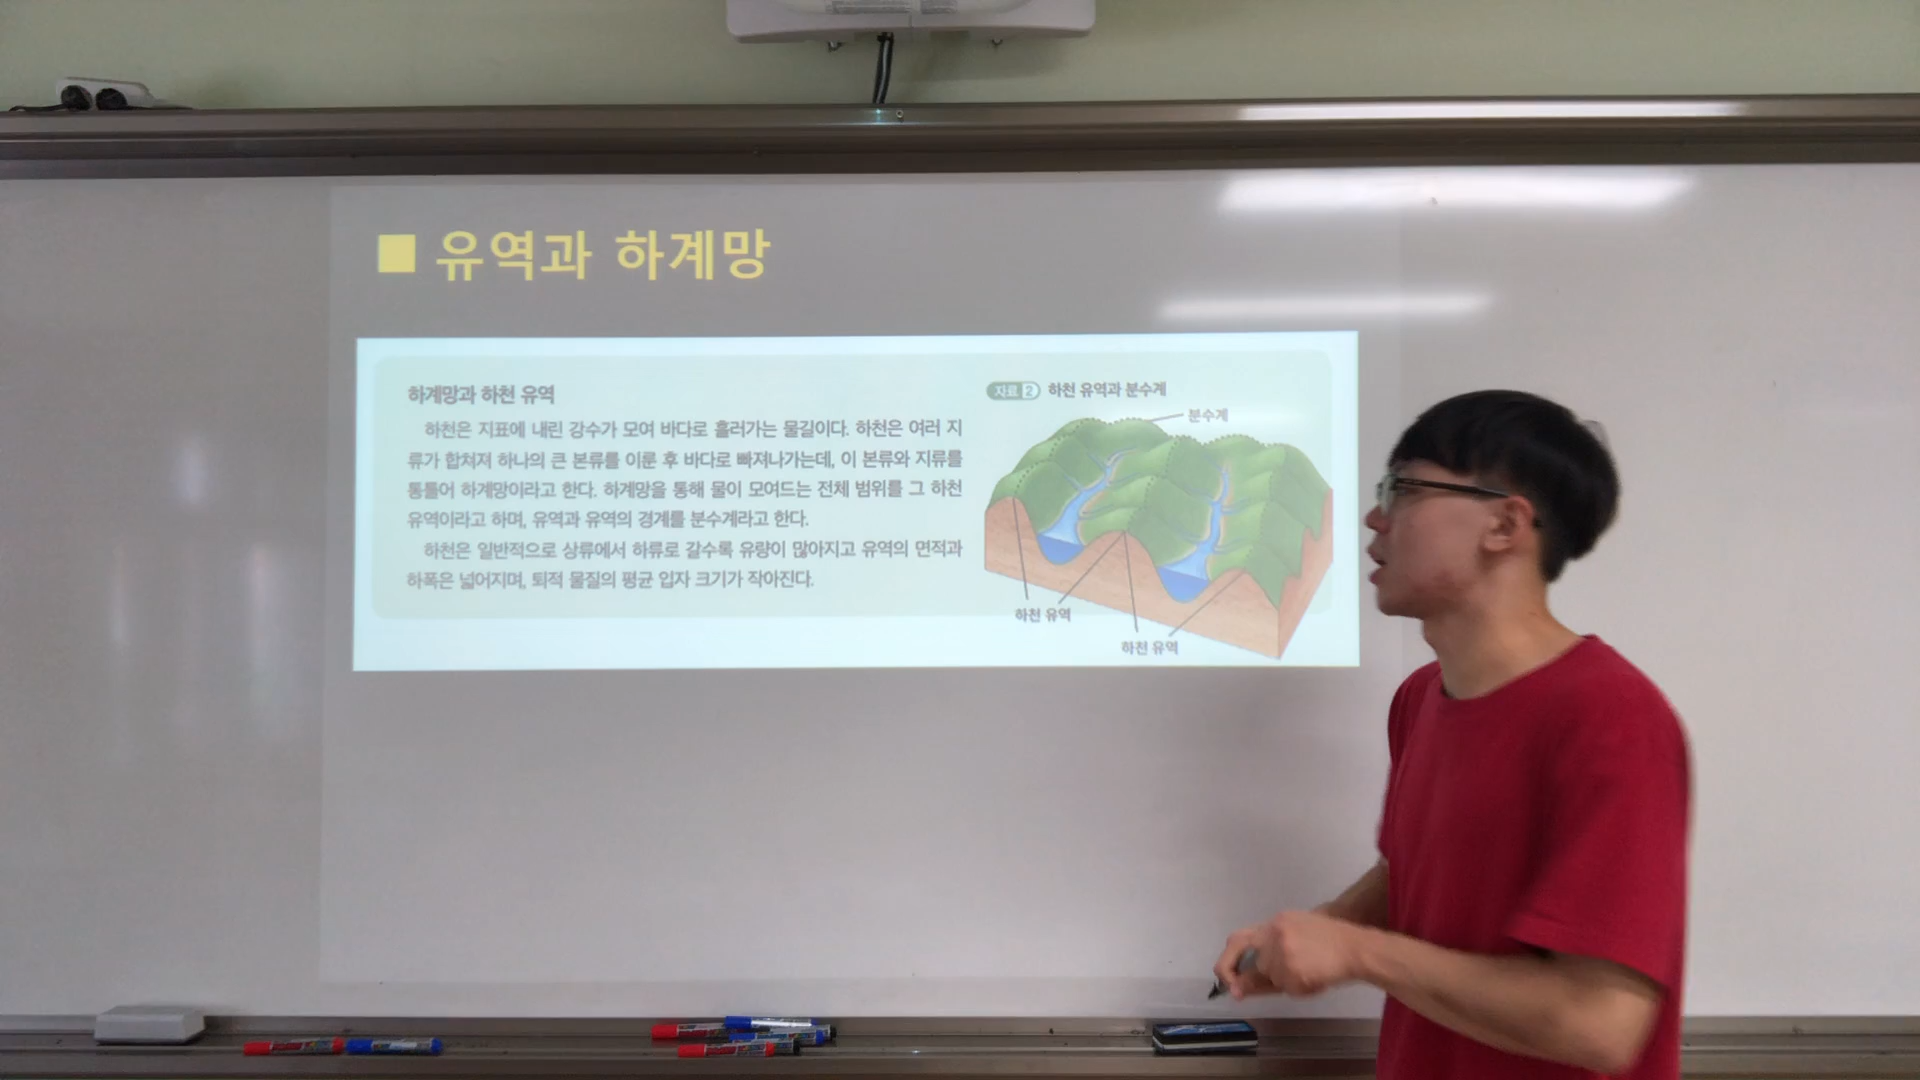 ■ 유역과 하계망
하계망과 하천 유역
하천은 지표에 내린 강수가 모여 바다로 흘러가는 물길이다. 하천은 여러 지
류가 합쳐져 하나의 큰 본류를 이룬 후 바다로 빠져나가는데, 이 본류와 지류를
통틀어 하계망이라고 한다. 하계망을 통해 물이 모여드는 전체 범위를 그 하천
유역이라고 하며, 유역과 유역의 경계를 분수계라고 한다.
하천은 일반적으로 상류에서 하류로 갈수록 유량이 많아지고 유역의 면적과
하폭은 넓어지며, 퇴적 물질의 평균 입자 크기가 작아진다.
자료 2 하천 유역과 분수계
분수계
하천 유역
하천 유역